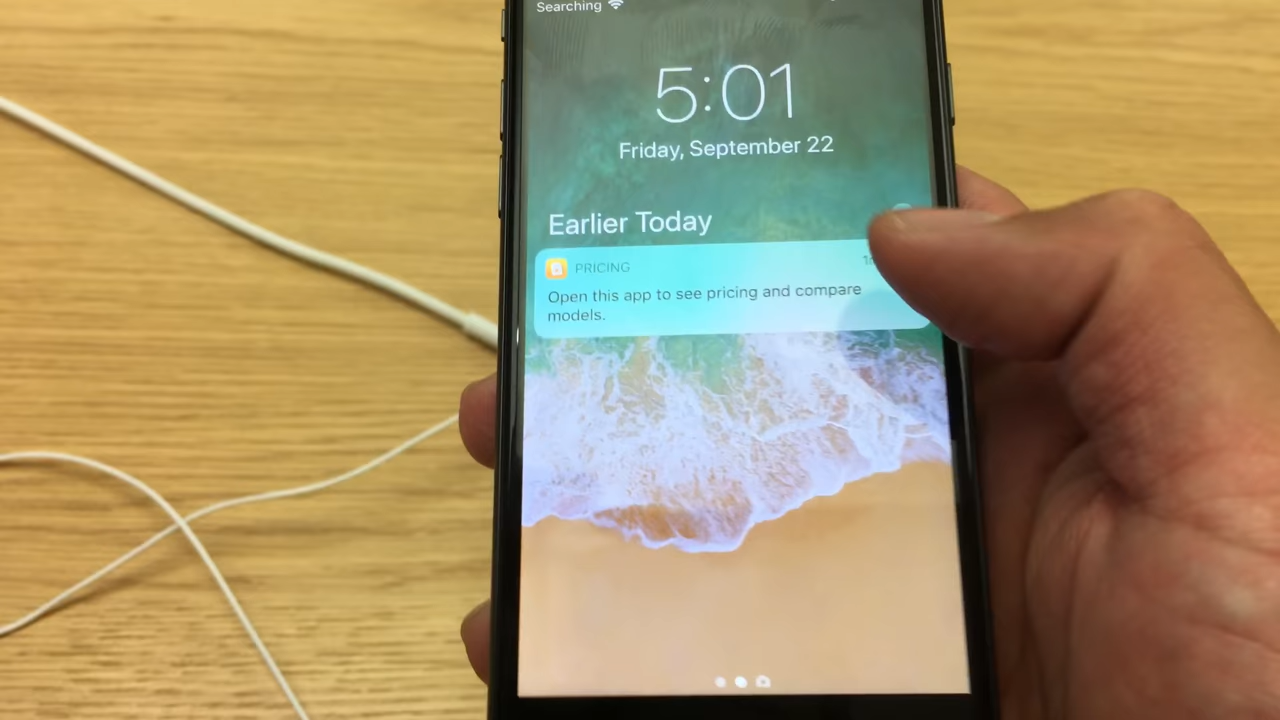 Searching
5:01
Friday, September 22
Earlier Today
PRICING
Open this app to see pricing and compare
models.